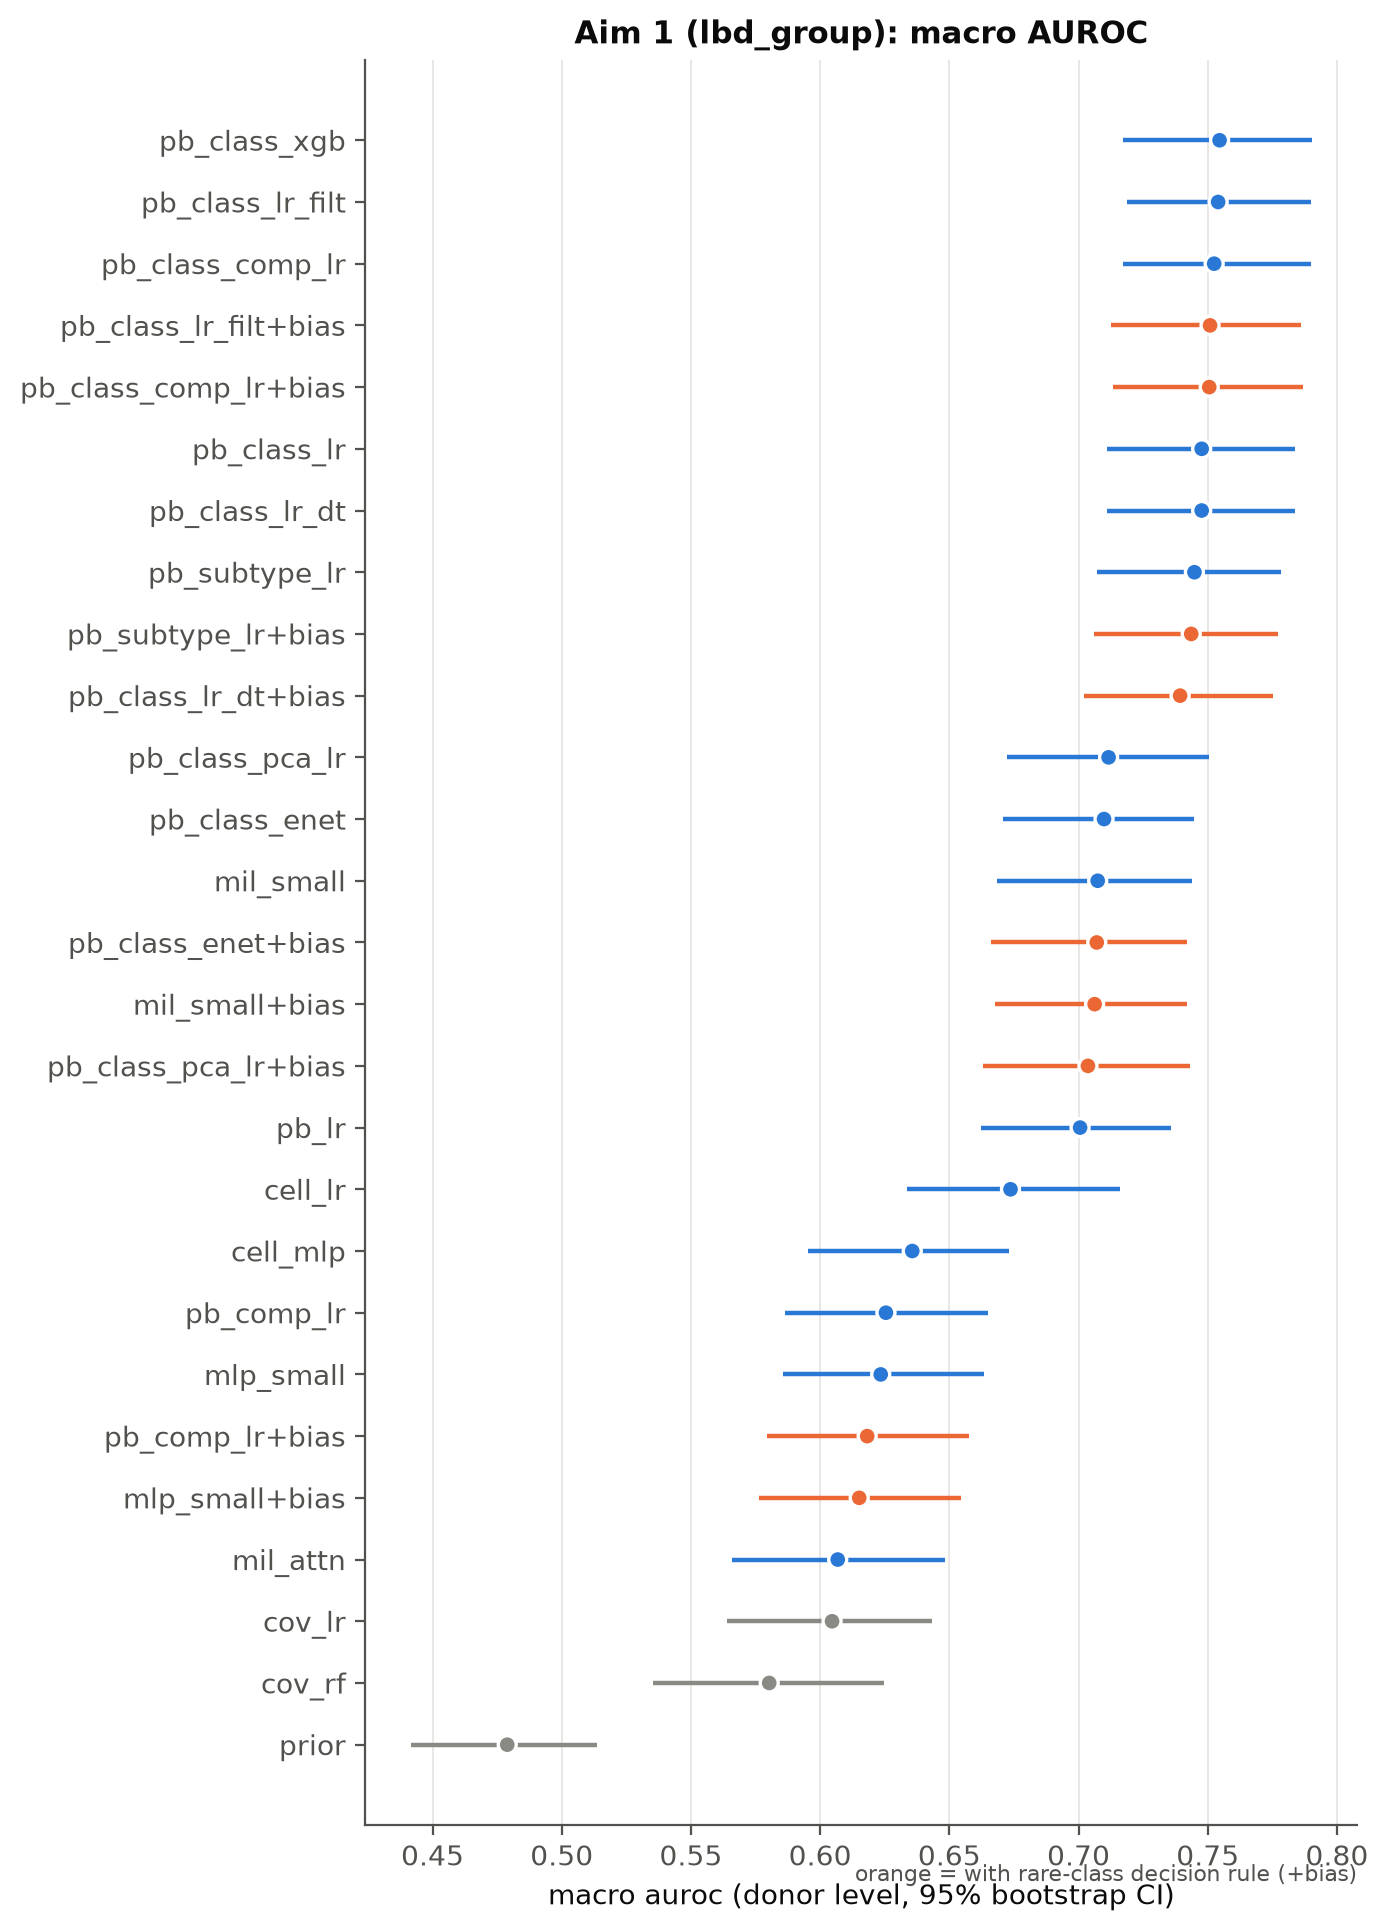 Aim 1 (lbd_group): macro AUROC
pb_class_xgb
pb_class_lr_filt
pb_class_comp_lr
pb_class_lr_filt+bias
pb_class_comp_lr+bias
pb_class_lr
pb_class_lr_dt
pb_subtype_lr
pb_subtype_lr+bias
pb_class_lr_dt+bias
pb_class_pca_lr
pb_class_enet
mil_small
pb_class_enet+bias
mil_small+bias
pb_class_pca_lr+bias
pb_lr
cell_lr
cell_mlp
pb_comp_lr
mlp_small
pb_comp_lr+bias
mlp_small+bias
mil_attn
cov_lr
cov_rf
prior
0.45 0.50 0.55 0.60 0.65 0.70 0.75 0.80
orange = with rare-class decision rule (+bias)
macro auroc (donor level, 95% bootstrap CI)